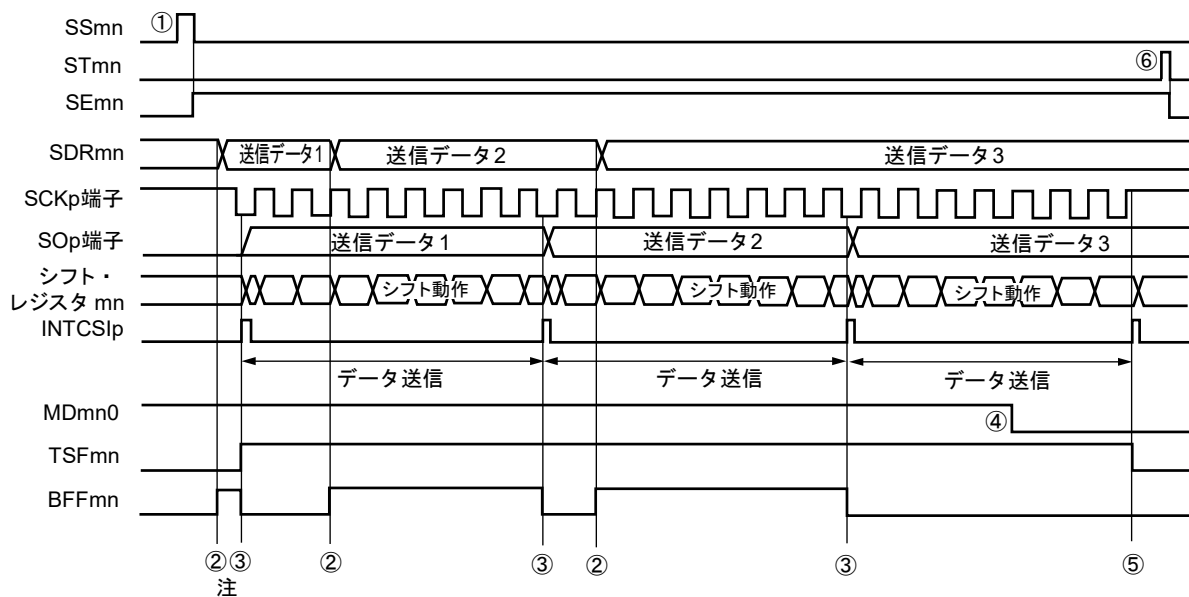 SSmn ①
STmn ⑥
SEmn
SDRmn 送信データ1 送信データ2 送信データ3
SCKp端子
SOp端子 送信データ1 送信データ2 送信データ3
シフト・
レジスタ mn シフト動作 シフト動作 シフト動作
INTCSIp
データ送信 データ送信 データ送信
MDmn0 ④
TSFmn
BFFmn
②③ ② ③ ② ③ ⑤
注